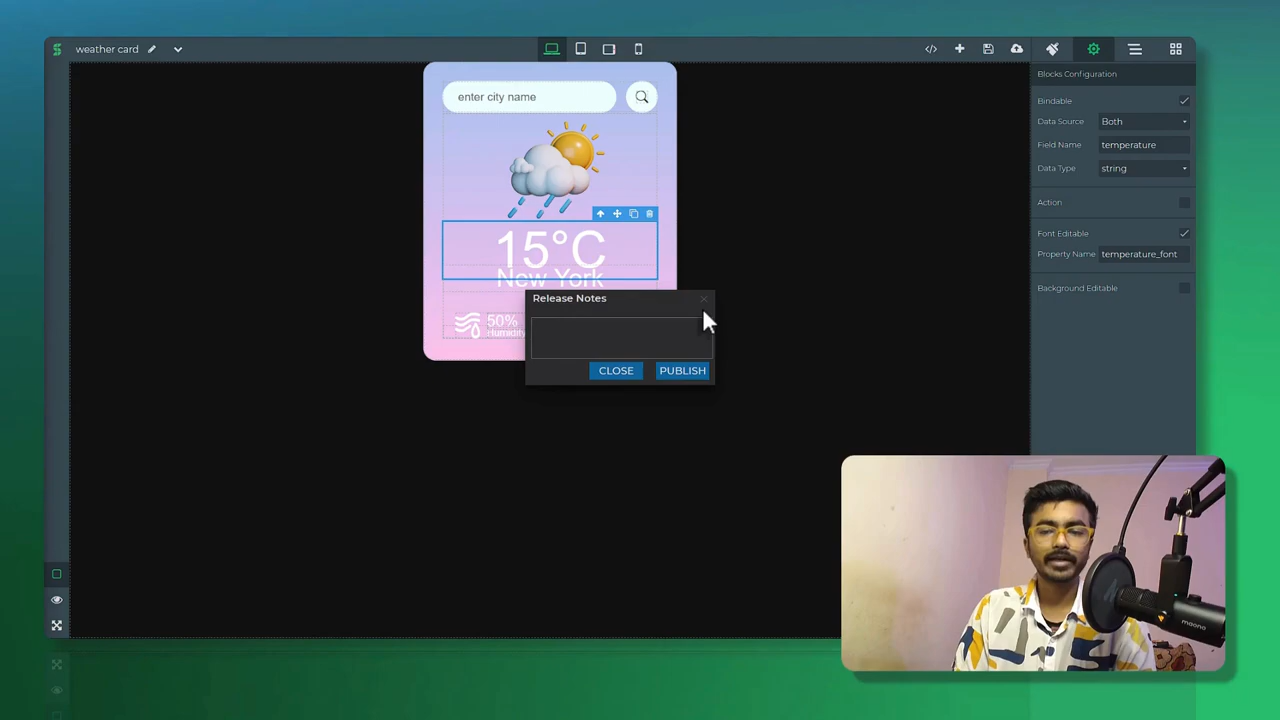 weather card
Blocks Configuration
Bindable
Data Source
Both
Field Name
temperature
Data Type
string
Action
Font Editable
Property Name
temperature_font
Background Editable
enter city name
15°C
New York
50%
Humidity
Release Notes
CLOSE
PUBLISH
maono